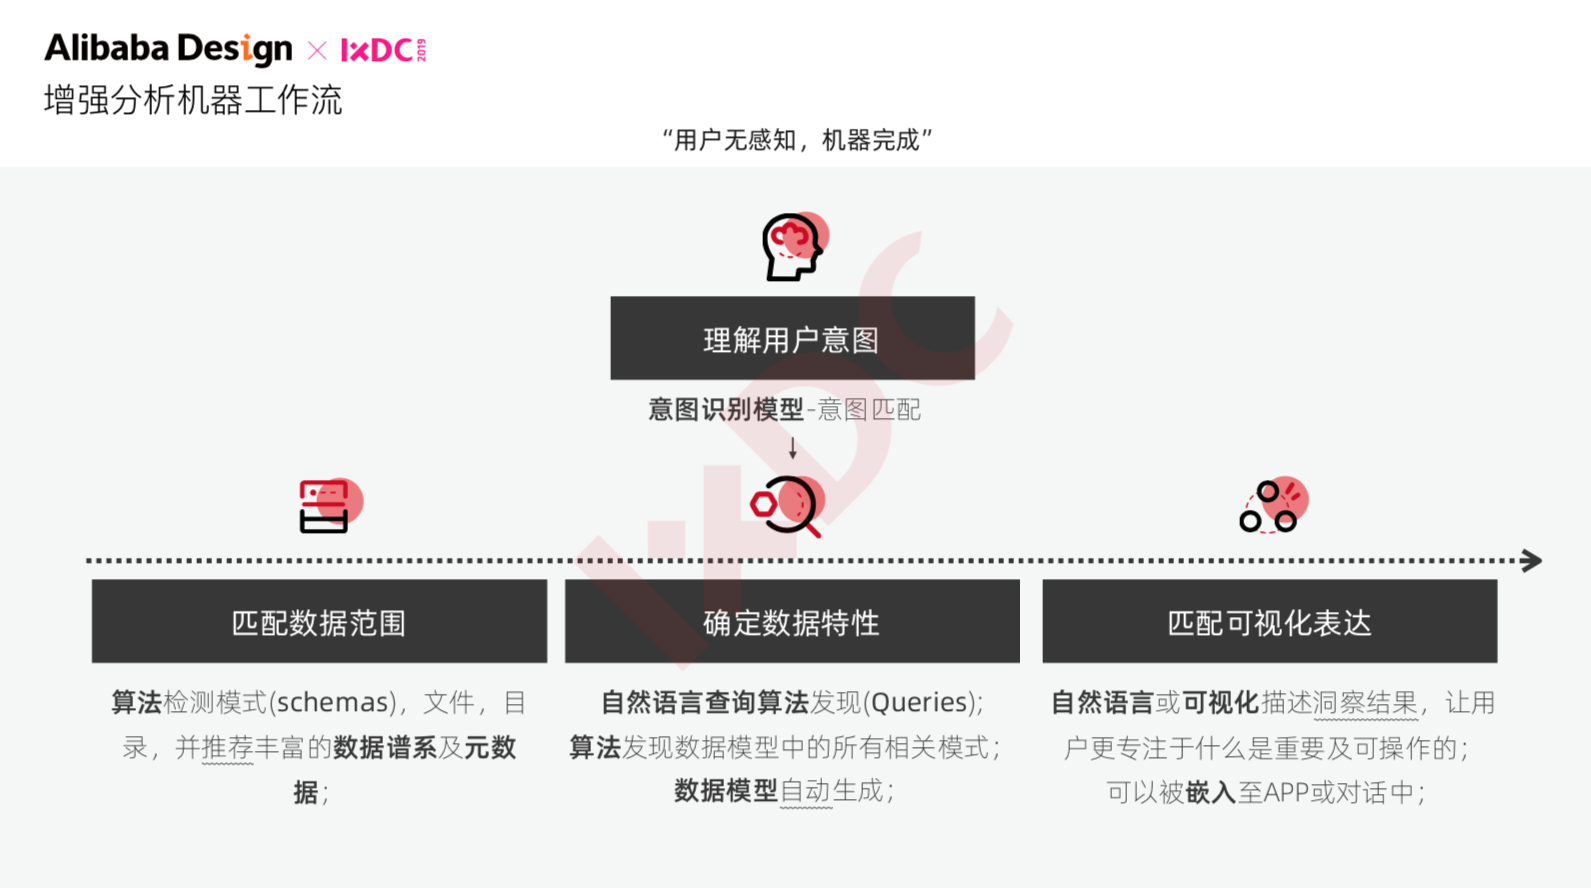 Alibaba Design × IXDC 2019
增强分析机器工作流
“用户无感知，机器完成”
理解用户意图
意图识别模型-意图匹配
匹配数据范围
算法检测模式(schemas)，文件，目
录，并推荐丰富的数据谱系及元数
据；
确定数据特性
自然语言查询算法发现(Queries)；
算法发现数据模型中的所有相关模式；
数据模型自动生成；
匹配可视化表达
自然语言或可视化描述洞察结果，让用
户更专注于什么是重要及可操作的；
可以被嵌入至APP或对话中；
IXDC